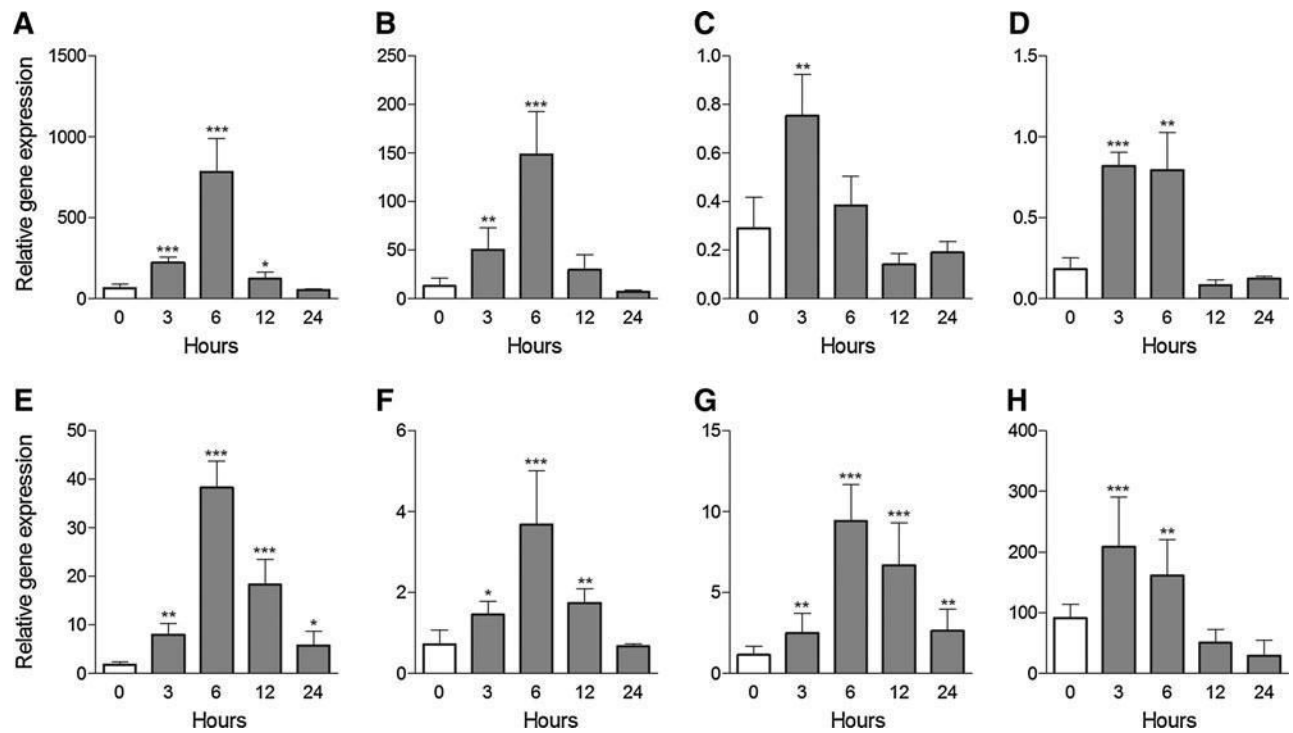 A B C D
Relative gene expression
1500 250 1.0 1.5
*** *** ** *** **
200 0.8
1000 150 0.6 1.0
500 ** 100 0.4 0.5
*** * 50 0.2
0 0 0.0 0.0
0 3 6 12 24 0 3 6 12 24 0 3 6 12 24 0 3 6 12 24
Hours Hours Hours Hours
E F G H
Relative gene expression
50 6 15 400
*** *** *** *** ***
40 300 **
30 4 10
*** 200
20 ** 2 * ** 5 ** **
10 * 100
0 0 0 0
0 3 6 12 24 0 3 6 12 24 0 3 6 12 24 0 3 6 12 24
Hours Hours Hours Hours